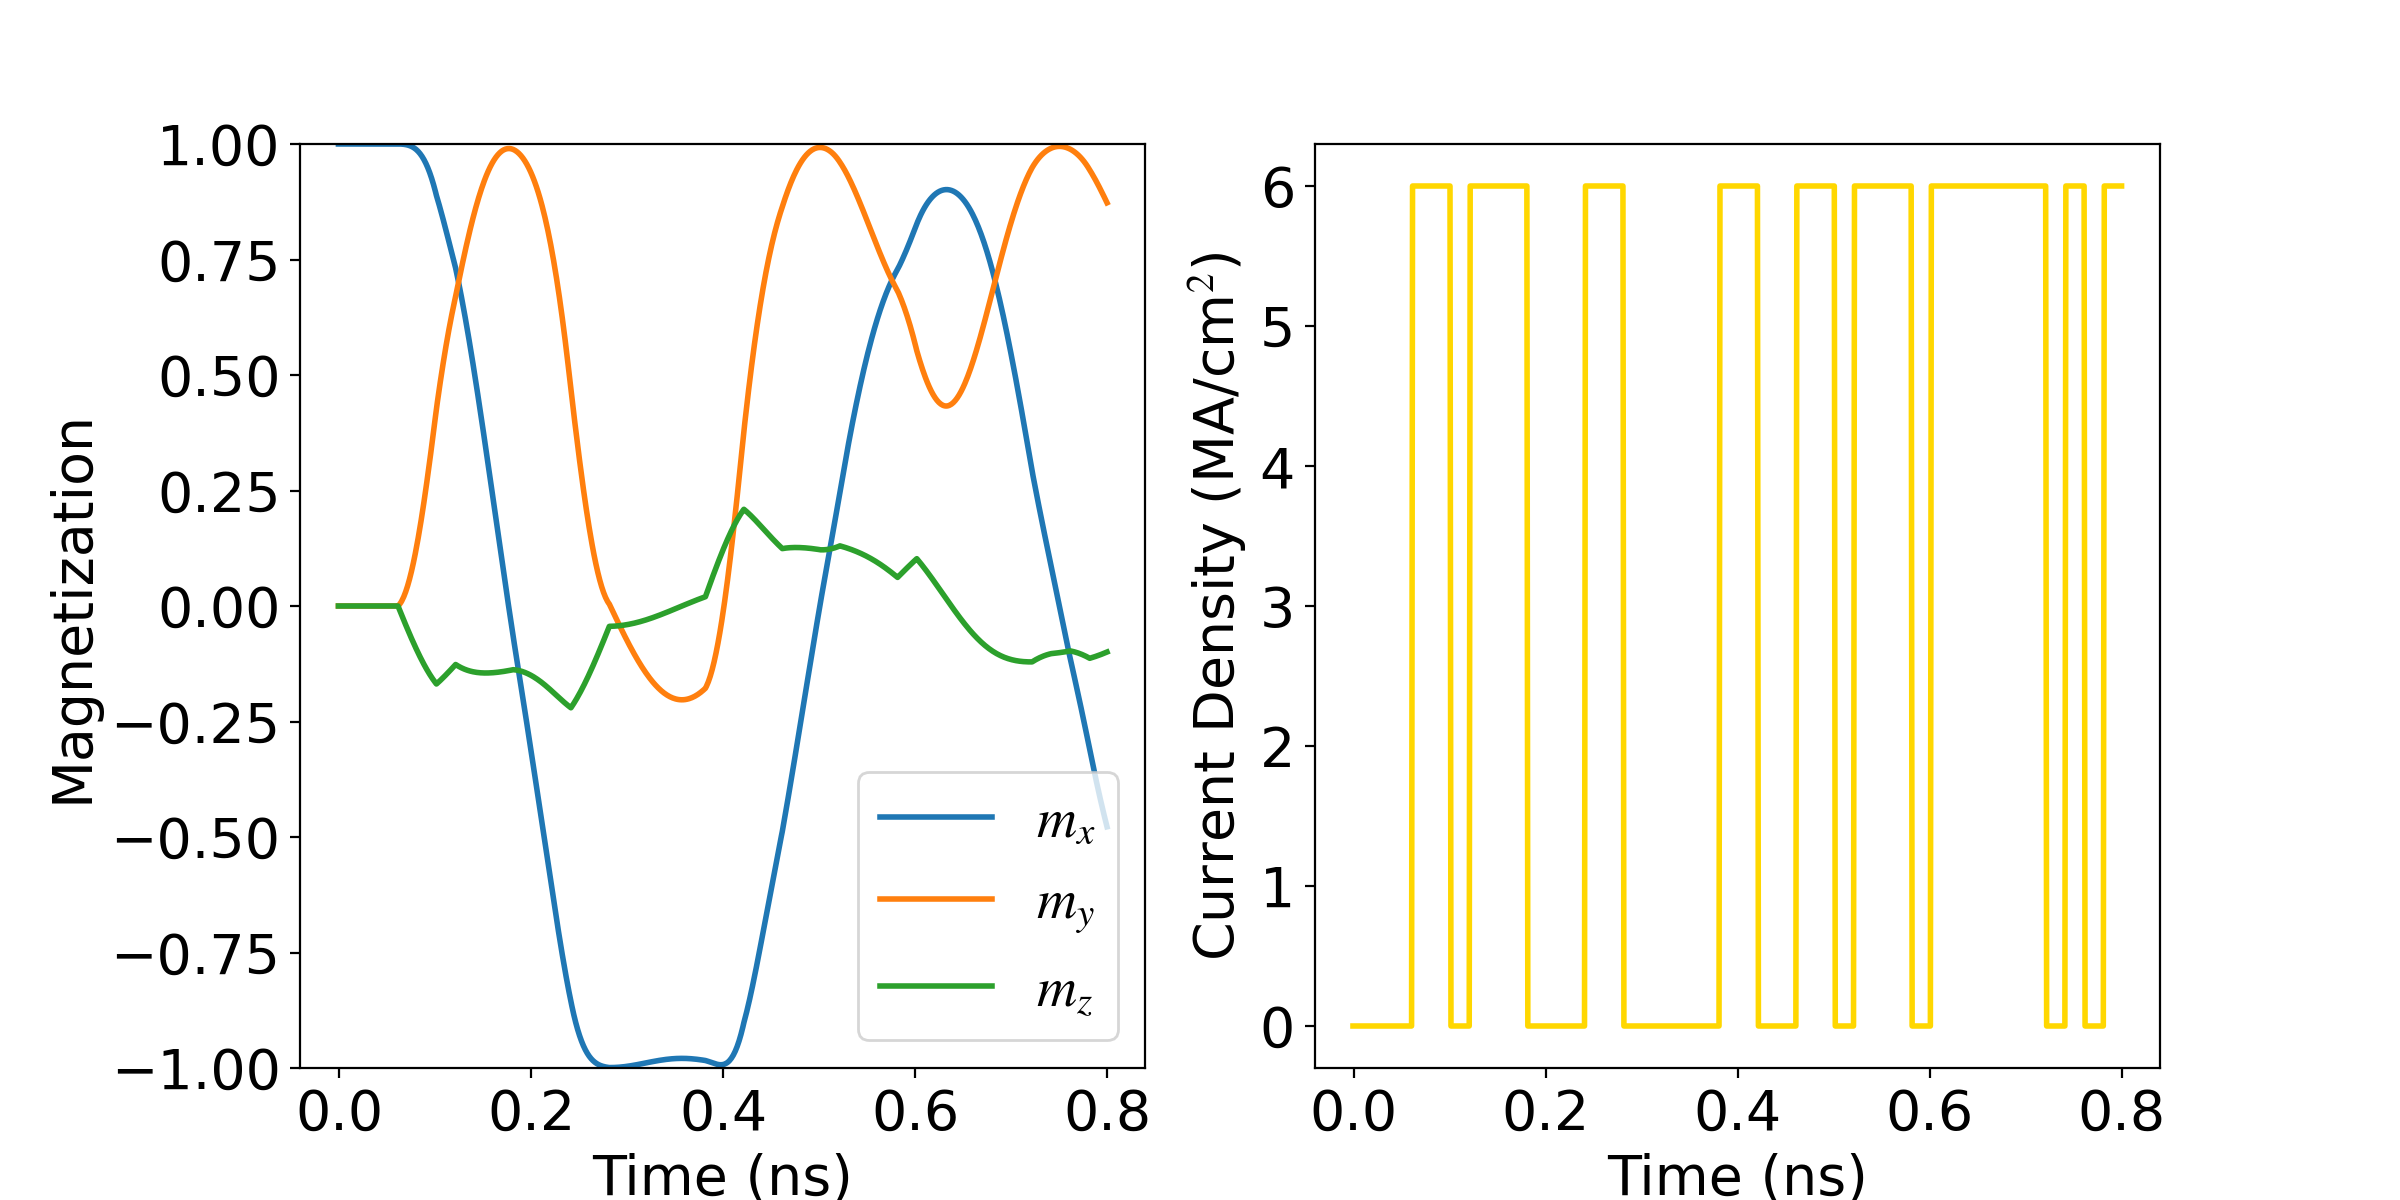 Magnetization
1.00
0.75
0.50
0.25
0.00
−0.25
−0.50
−0.75
−1.00
0.0 0.2 0.4 0.6 0.8
Time (ns)
m_x
m_y
m_z
Current Density (MA/cm²)
6
5
4
3
2
1
0
0.0 0.2 0.4 0.6 0.8
Time (ns)